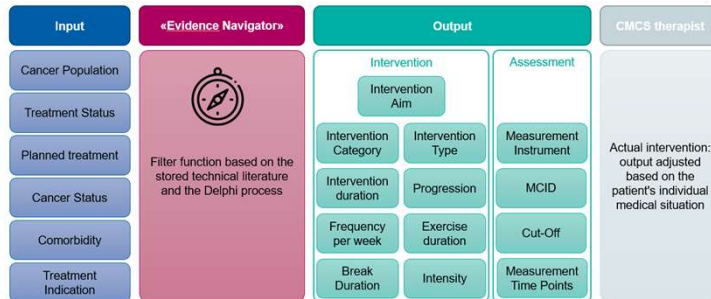 Input
«Evidence Navigator»
Output
CMCS therapist
Cancer Population
Treatment Status
Planned treatment
Cancer Status
Comorbidity
Treatment
Indication
Filter function based on the
stored technical literature
and the Delphi process
Intervention
Intervention
Aim
Intervention
Category
Intervention
Type
Intervention
duration
Progression
Frequency
per week
Exercise
duration
Break
Duration
Intensity
Assessment
Measurement
Instrument
MCID
Cut-Off
Measurement
Time Points
Actual intervention:
output adjusted
based on the
patient's individual
medical situation